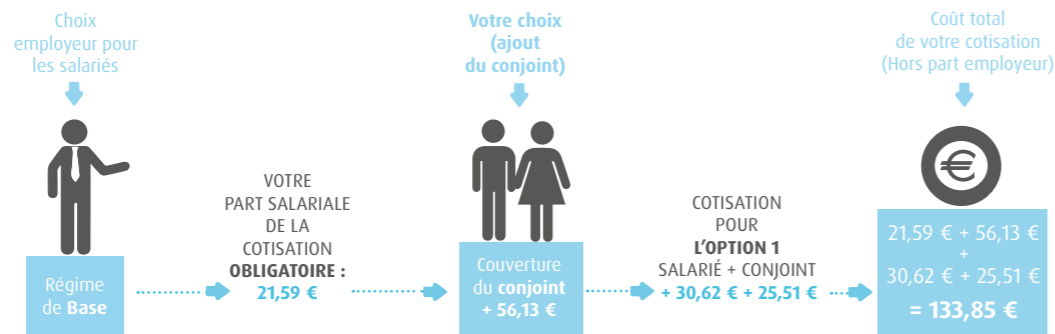 Choix
employeur pour
les salariés
Régime
de Base
VOTRE
PART SALARIALE
DE LA
COTISATION
OBLIGATOIRE :
21,59 €
Votre choix
(ajout
du conjoint)
Couverture
du conjoint
+ 56,13 €
COTISATION
POUR
L'OPTION 1
SALARIÉ + CONJOINT
+ 30,62 € + 25,51 €
Coût total
de votre cotisation
(Hors part employeur)
€
21,59 € + 56,13 €
+
30,62 € + 25,51 €
= 133,85 €